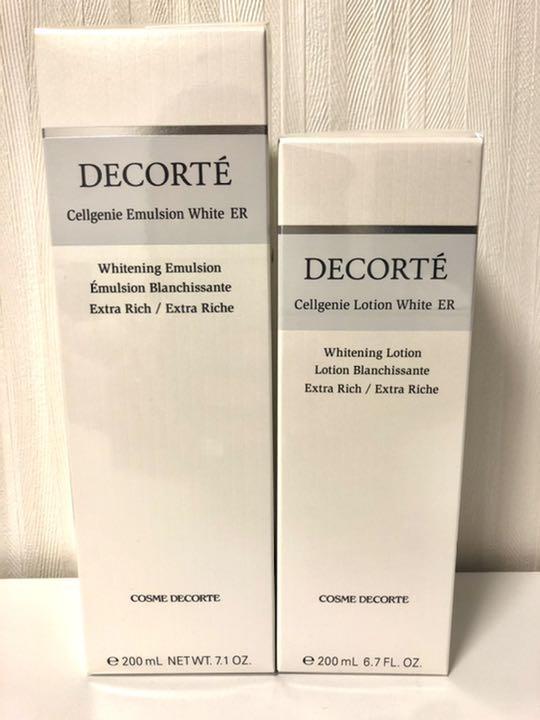 DECORTÉ
Cellgenie Emulsion White ER
Whitening Emulsion
Émulsion Blanchissante
Extra Rich / Extra Riche
COSME DECORTE
℮ 200 mL NET WT. 7.1 OZ.
DECORTÉ
Cellgenie Lotion White ER
Whitening Lotion
Lotion Blanchissante
Extra Rich / Extra Riche
COSME DECORTE
℮ 200 mL 6.7 FL. OZ.